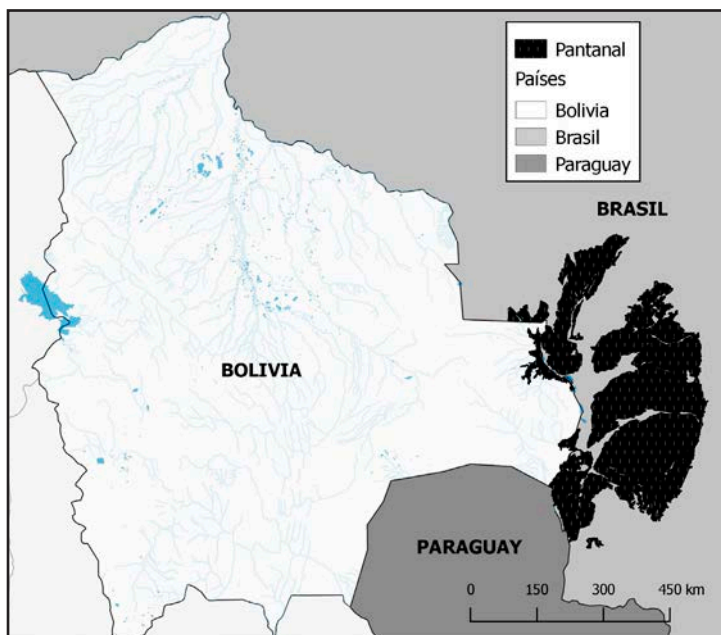 Pantanal
Países
Bolivia
Brasil
Paraguay
BRASIL
BOLIVIA
PARAGUAY
0 150 300 450 km